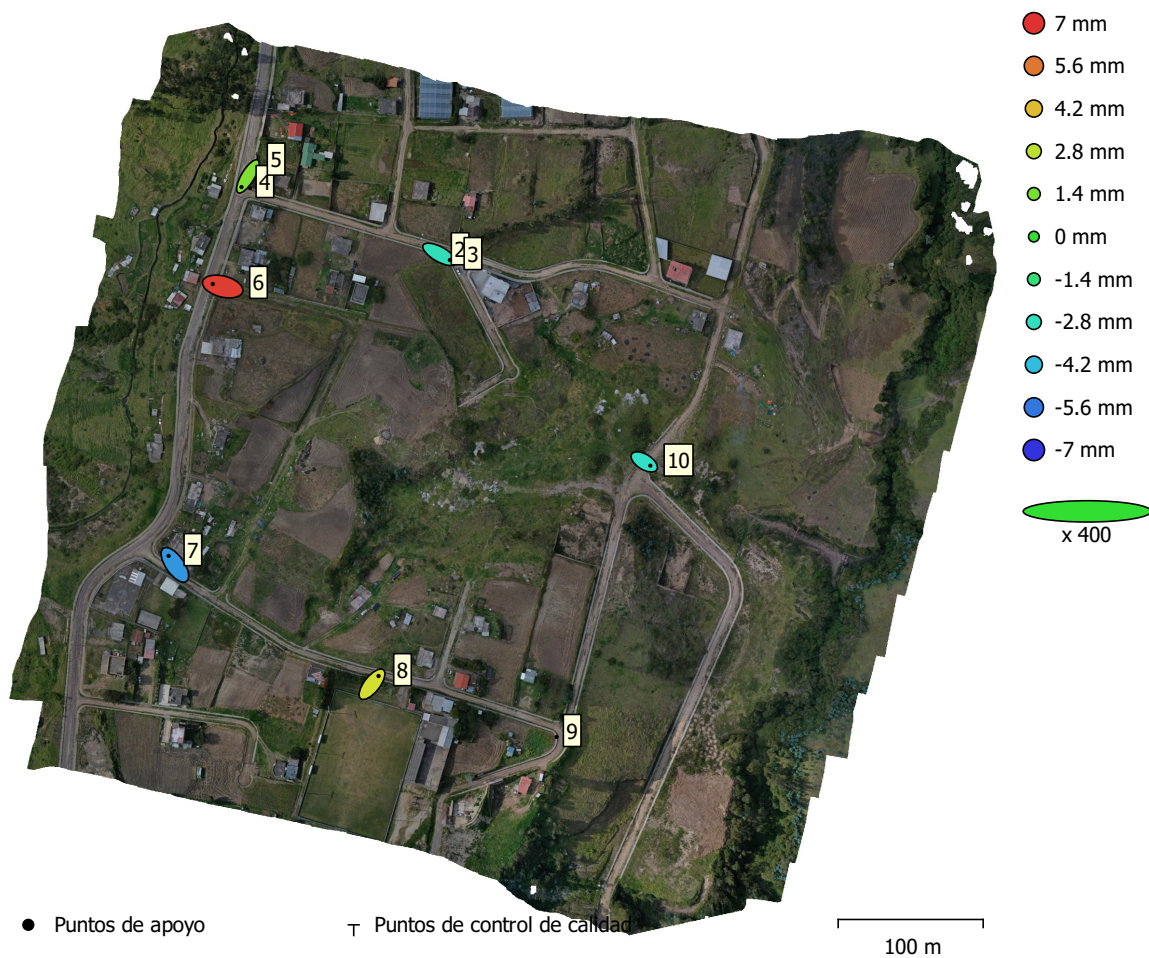 7 mm
5.6 mm
4.2 mm
2.8 mm
1.4 mm
0 mm
-1.4 mm
-2.8 mm
-4.2 mm
-5.6 mm
-7 mm
x 400
5
4
2
3
6
10
7
8
9
Puntos de apoyo
Puntos de control de calidad
100 m